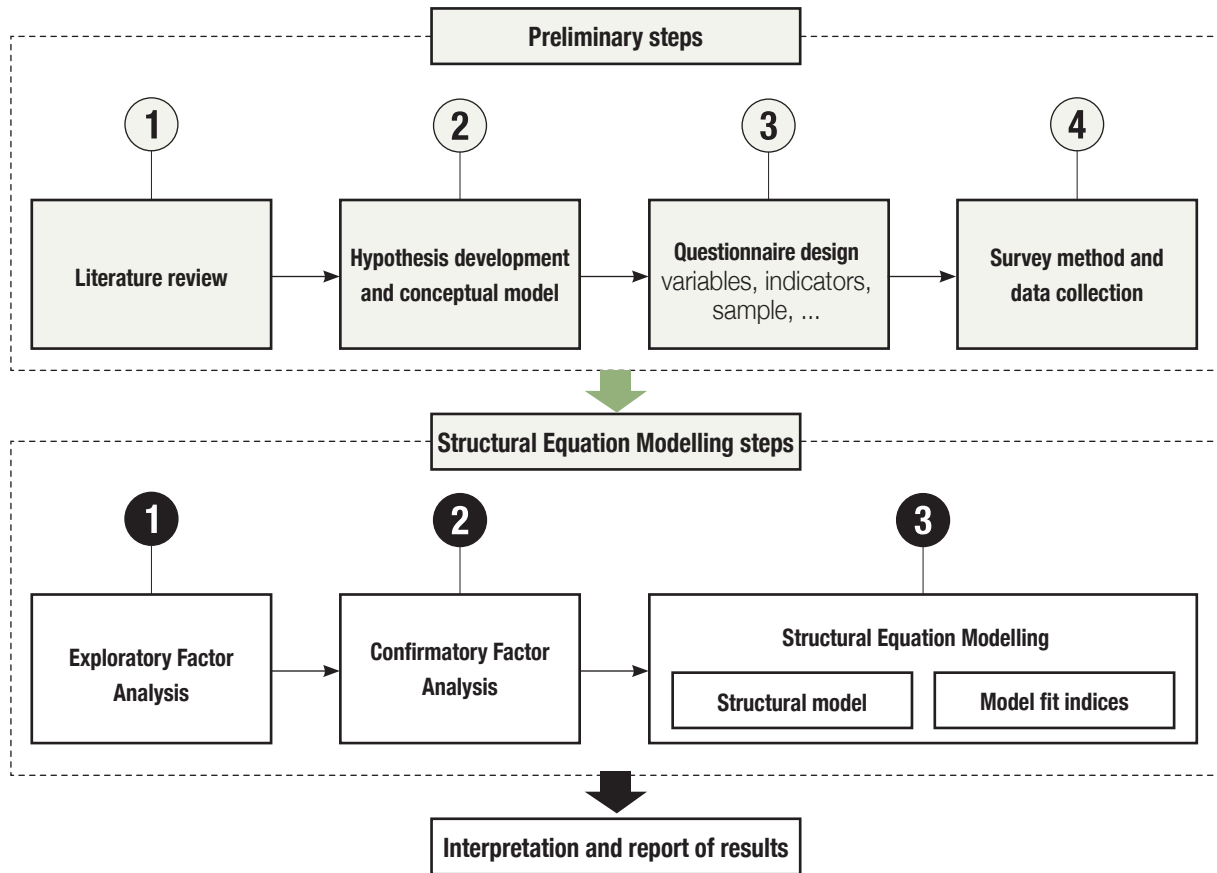 Preliminary steps
1
2
3
4
Literature review
Hypothesis development
and conceptual model
Questionnaire design
variables, indicators,
sample, ...
Survey method and
data collection
Structural Equation Modelling steps
1
2
3
Exploratory Factor
Analysis
Confirmatory Factor
Analysis
Structural Equation Modelling
Structural model
Model fit indices
Interpretation and report of results